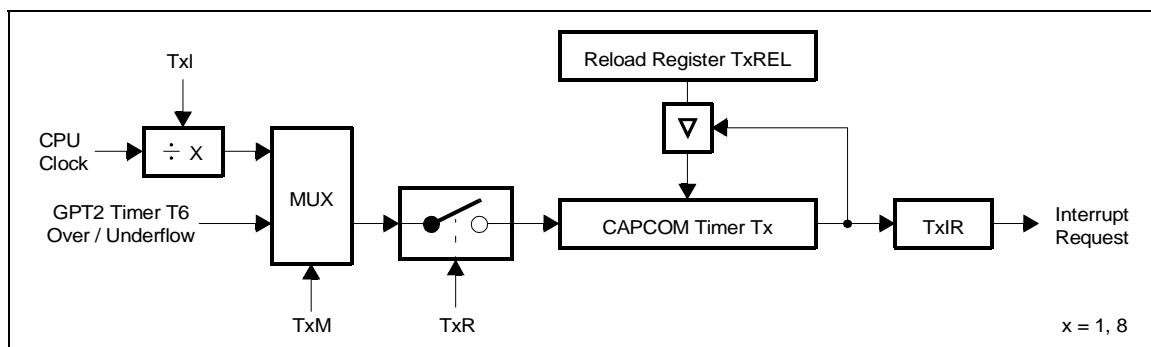 TxI
Reload Register TxREL
CPU
Clock
÷ X
MUX
GPT2 Timer T6
Over / Underflow
CAPCOM Timer Tx
TxIR
Interrupt
Request
TxM
TxR
x = 1, 8